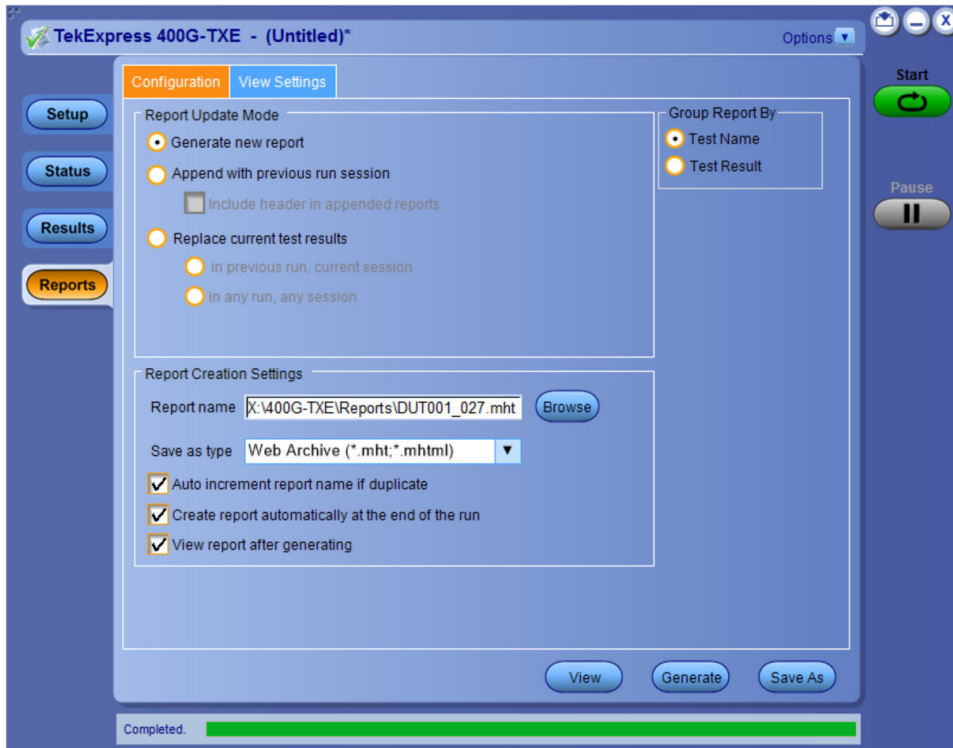 TekExpress 400G-TXE - (Untitled)*
Options
Start
Pause
Setup
Status
Results
Reports
Configuration
View Settings
Report Update Mode
Generate new report
Append with previous run session
Include header in appended reports
Replace current test results
in previous run, current session
in any run, any session
Group Report By
Test Name
Test Result
Report Creation Settings
Report name X:\400G-TXE\Reports\DUT001_027.mht Browse
Save as type Web Archive (*.mht;*.mhtml)
Auto increment report name if duplicate
Create report automatically at the end of the run
View report after generating
View Generate Save As
Completed.